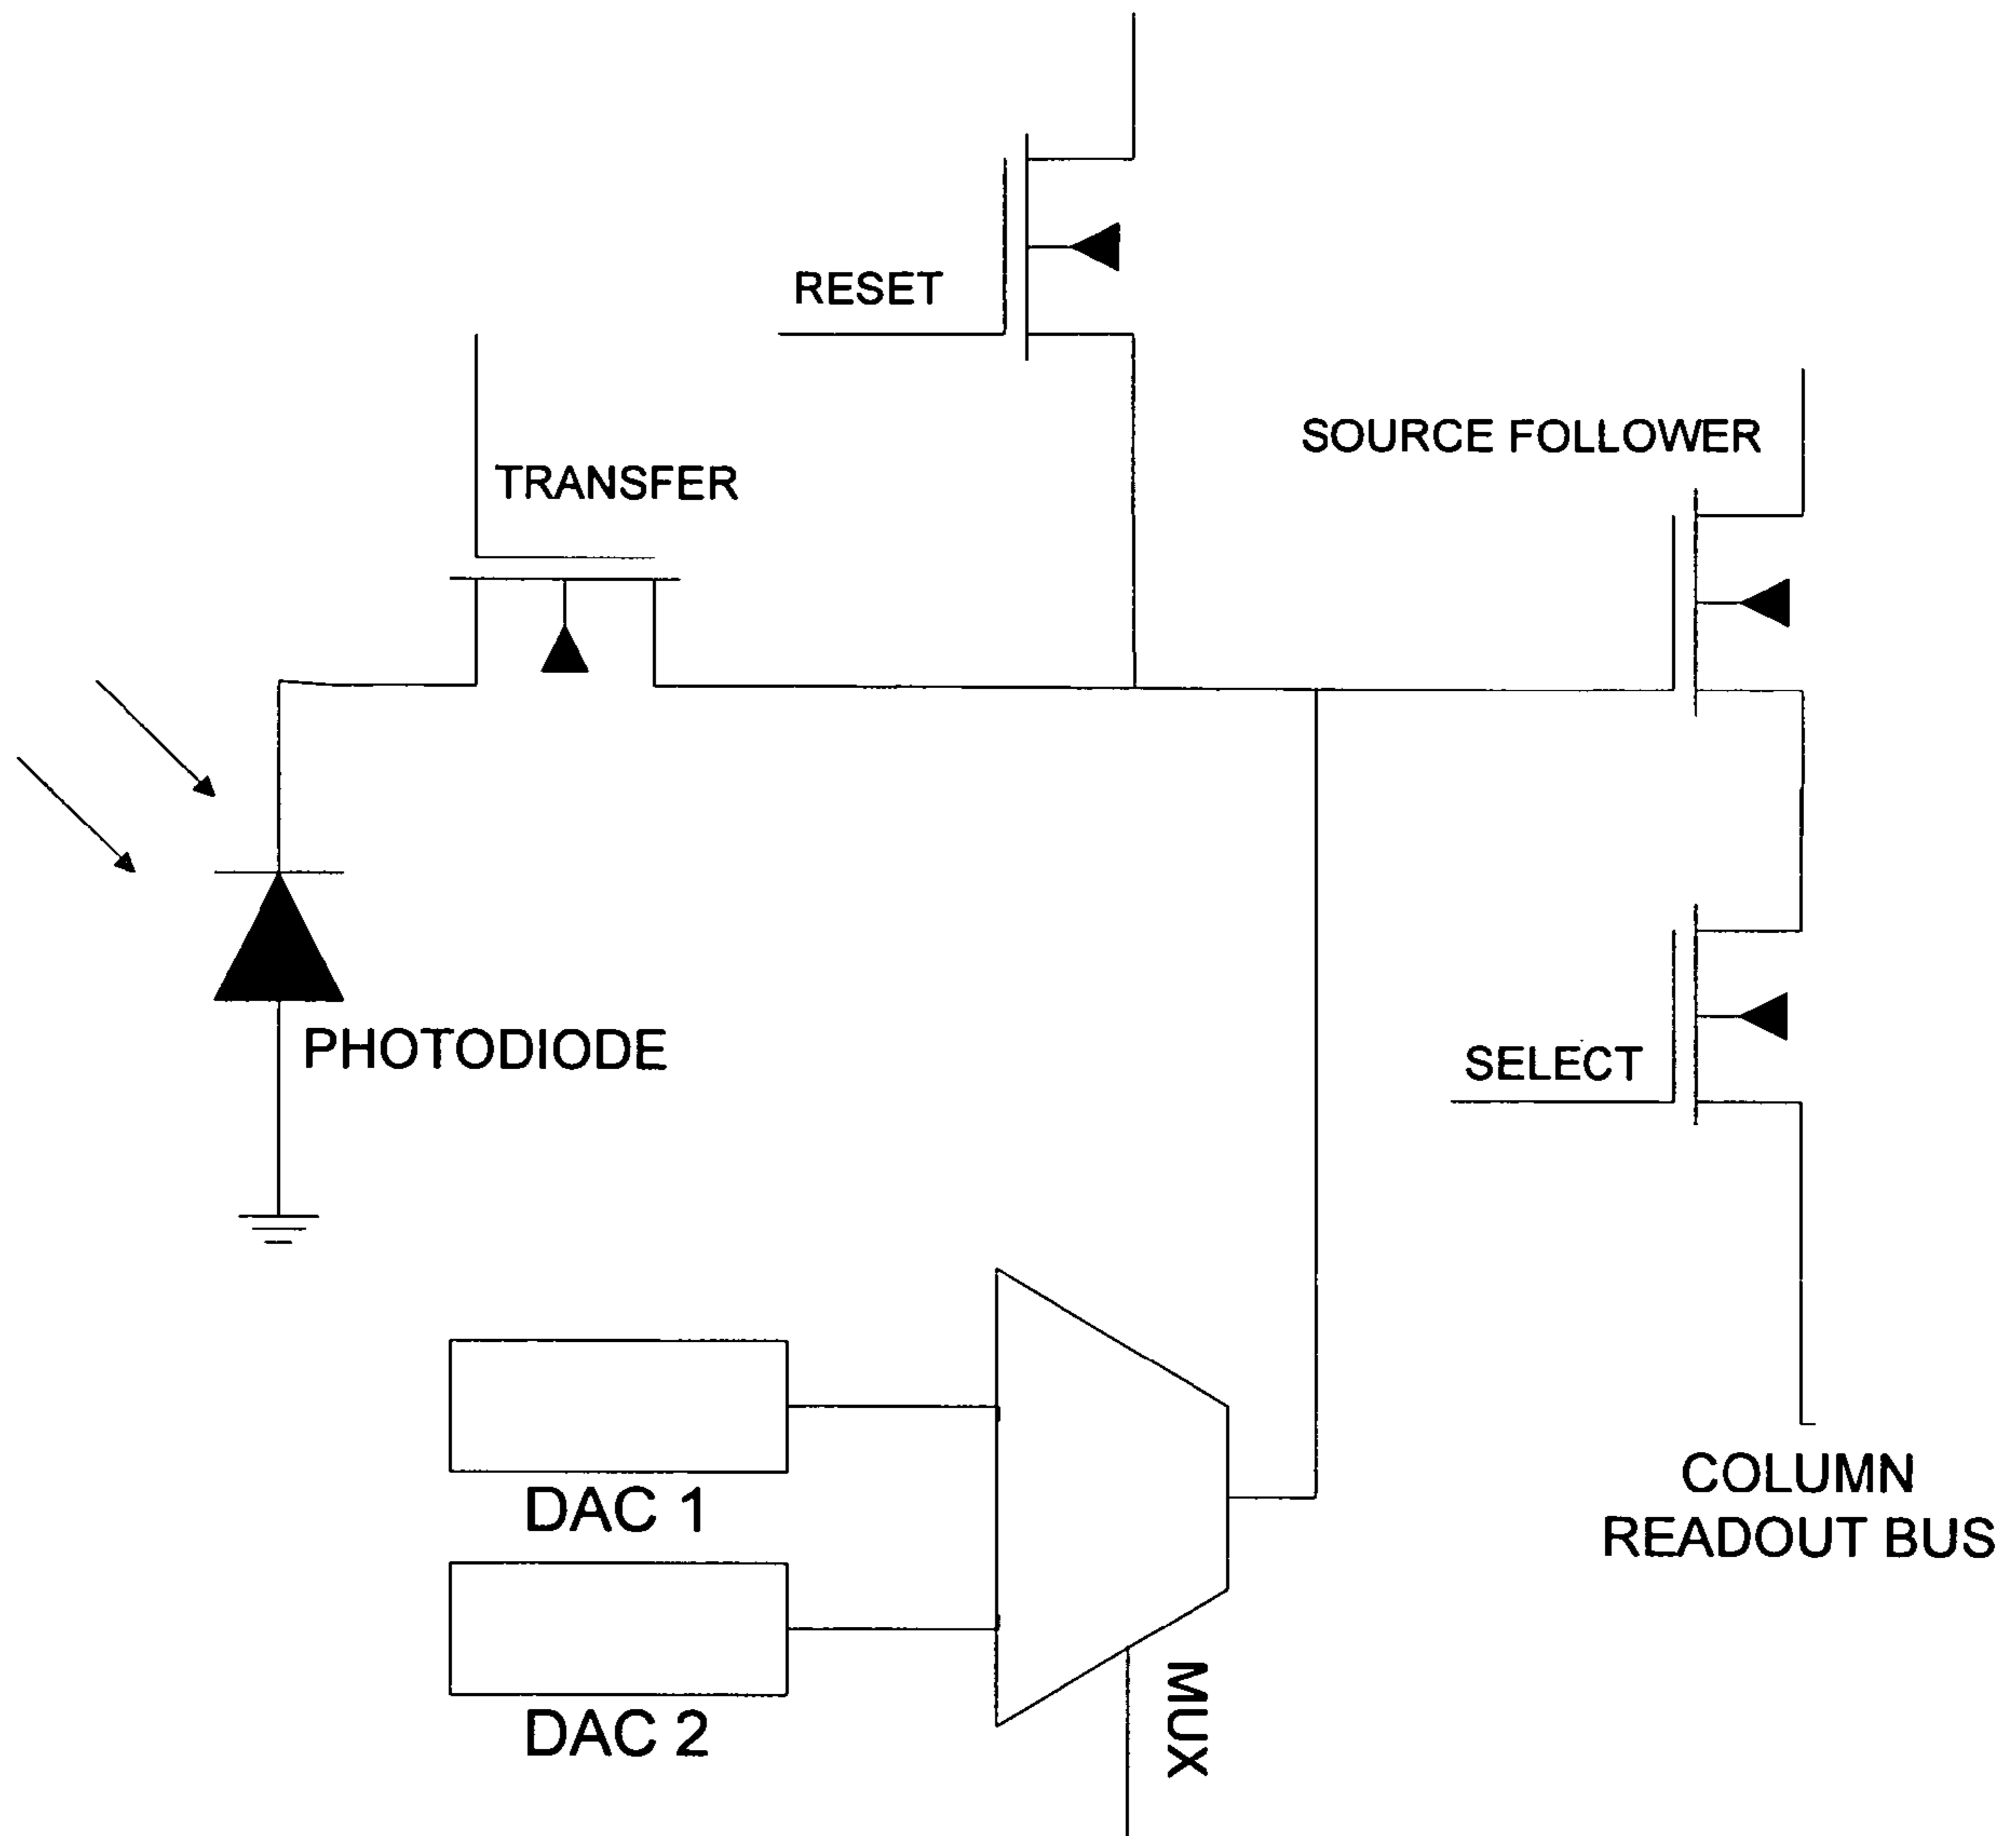 RESET
SOURCE FOLLOWER
TRANSFER
PHOTODIODE
SELECT
COLUMN
READOUT BUS
DAC 1
DAC 2
MUX